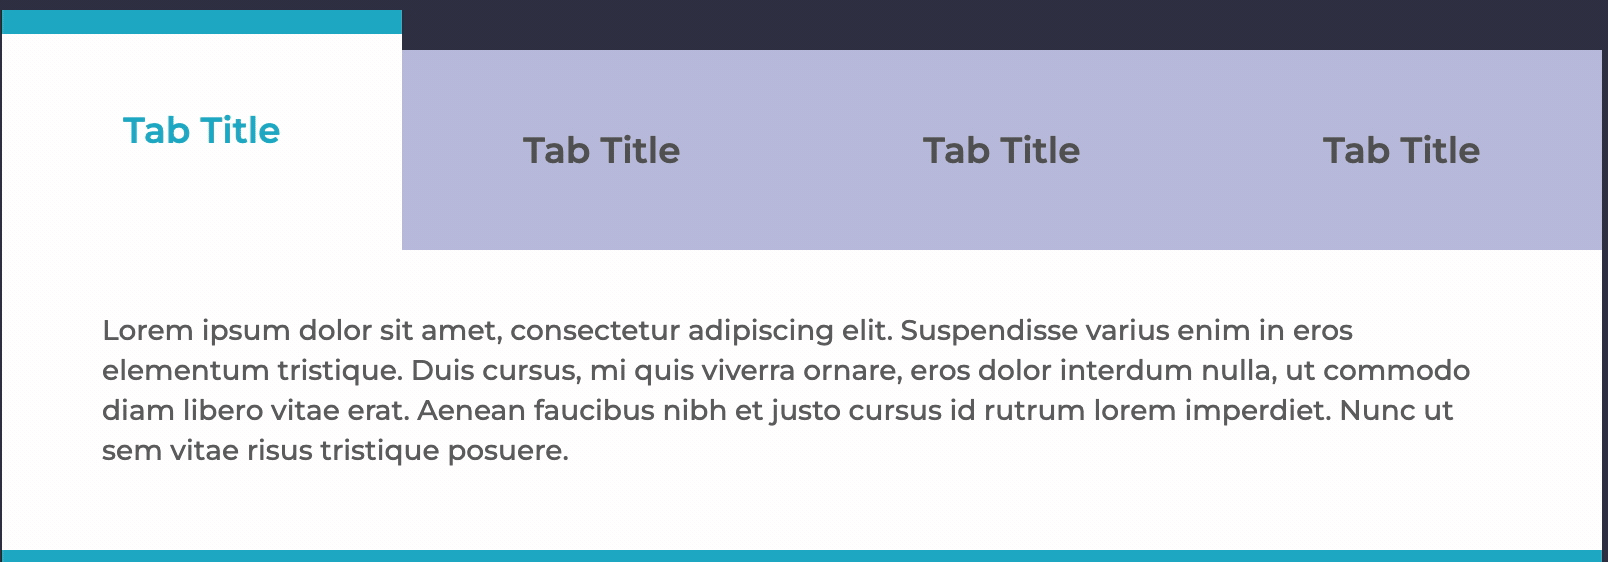 Tab Title
Tab Title
Tab Title
Tab Title
Lorem ipsum dolor sit amet, consectetur adipiscing elit. Suspendisse varius enim in eros
elementum tristique. Duis cursus, mi quis viverra ornare, eros dolor interdum nulla, ut commodo
diam libero vitae erat. Aenean faucibus nibh et justo cursus id rutrum lorem imperdiet. Nunc ut
sem vitae risus tristique posuere.